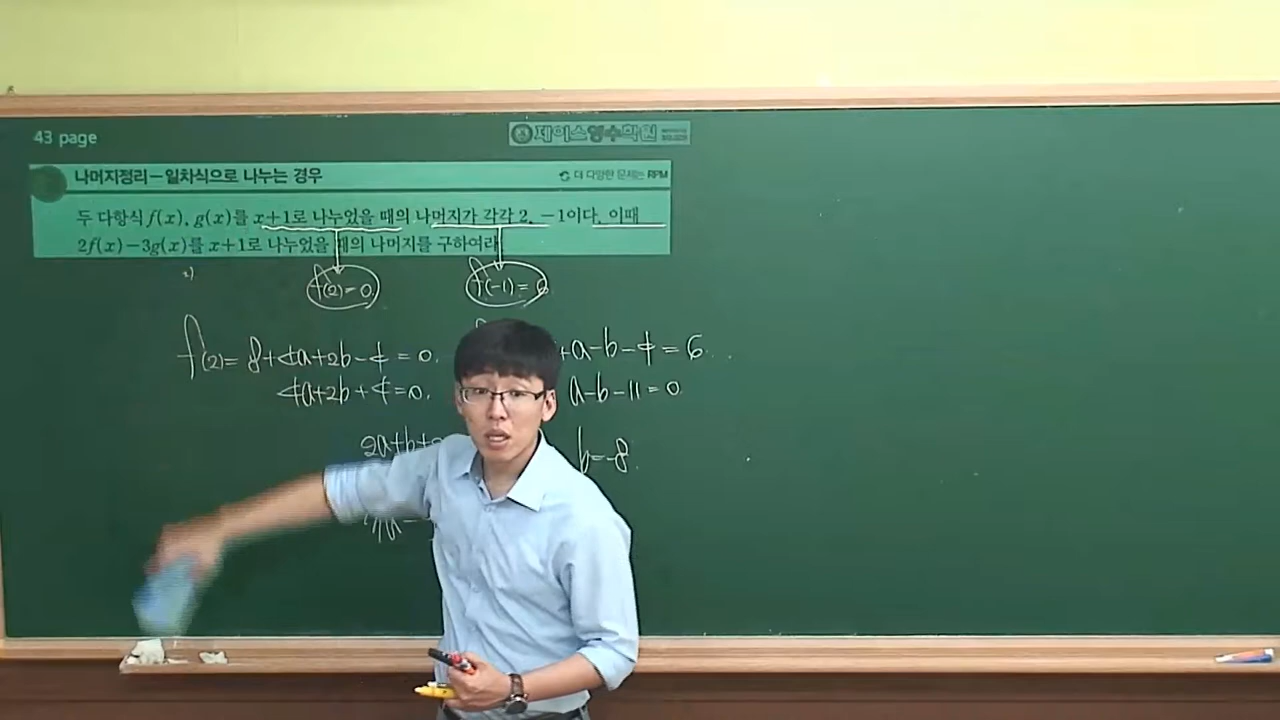 43 page
제이스영수학원
나머지정리-일차식으로 나누는 경우
더 다양한 문제는 RPM
두 다항식 f(x), g(x)를 x+1로 나누었을 때의 나머지가 각각 2, -1이다. 이때
2f(x)-3g(x)를 x+1로 나누었을 때의 나머지를 구하여라.
f(2)=0 f(-1)=
f(2)= 8+4a+2b-4=0. +a-b-4=6
4a+2b+4=0. a-b-11=0
2a+b+ b=-8.